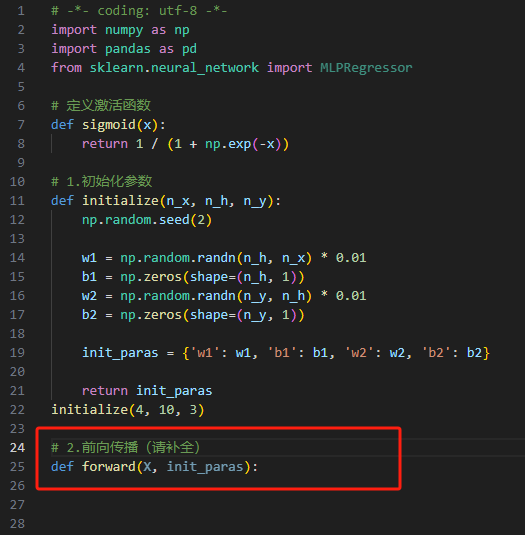 1 # -*- coding: utf-8 -*-
2 import numpy as np
3 import pandas as pd
4 from sklearn.neural_network import MLPRegressor
5
6 # 定义激活函数
7 def sigmoid(x):
8     return 1 / (1 + np.exp(-x))
9
10 # 1.初始化参数
11 def initialize(n_x, n_h, n_y):
12     np.random.seed(2)
13
14     w1 = np.random.randn(n_h, n_x) * 0.01
15     b1 = np.zeros(shape=(n_h, 1))
16     w2 = np.random.randn(n_y, n_h) * 0.01
17     b2 = np.zeros(shape=(n_y, 1))
18
19     init_paras = {'w1': w1, 'b1': b1, 'w2': w2, 'b2': b2}
20
21     return init_paras
22 initialize(4, 10, 3)
23
24 # 2.前向传播（请补全）
25 def forward(X, init_paras):
26
27
28